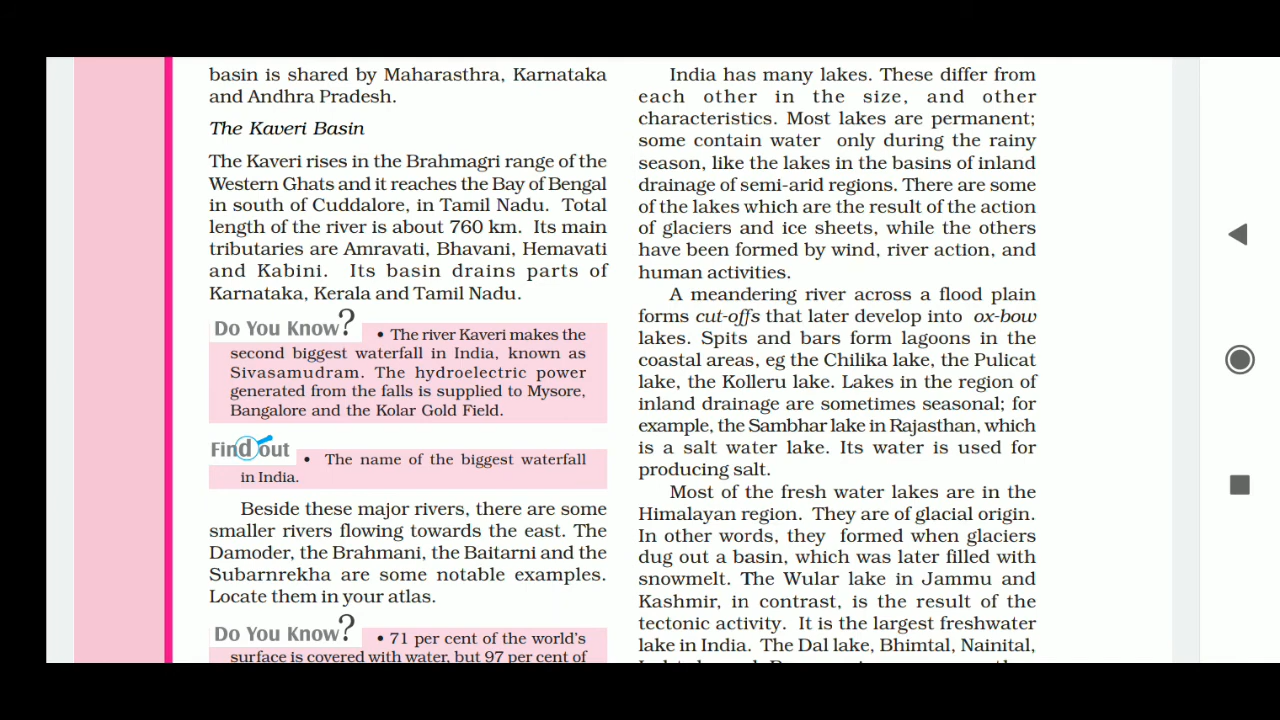 basin is shared by Maharasthra, Karnataka
and Andhra Pradesh.
The Kaveri Basin
The Kaveri rises in the Brahmagri range of the
Western Ghats and it reaches the Bay of Bengal
in south of Cuddalore, in Tamil Nadu. Total
length of the river is about 760 km. Its main
tributaries are Amravati, Bhavani, Hemavati
and Kabini. Its basin drains parts of
Karnataka, Kerala and Tamil Nadu.
Do You Know?
• The river Kaveri makes the
second biggest waterfall in India, known as
Sivasamudram. The hydroelectric power
generated from the falls is supplied to Mysore,
Bangalore and the Kolar Gold Field.
Find out
• The name of the biggest waterfall
in India.
Beside these major rivers, there are some
smaller rivers flowing towards the east. The
Damoder, the Brahmani, the Baitarni and the
Subarnrekha are some notable examples.
Locate them in your atlas.
Do You Know?
• 71 per cent of the world's
surface is covered with water, but 97 per cent of
India has many lakes. These differ from
each other in the size, and other
characteristics. Most lakes are permanent;
some contain water only during the rainy
season, like the lakes in the basins of inland
drainage of semi-arid regions. There are some
of the lakes which are the result of the action
of glaciers and ice sheets, while the others
have been formed by wind, river action, and
human activities.
A meandering river across a flood plain
forms cut-offs that later develop into ox-bow
lakes. Spits and bars form lagoons in the
coastal areas, eg the Chilika lake, the Pulicat
lake, the Kolleru lake. Lakes in the region of
inland drainage are sometimes seasonal; for
example, the Sambhar lake in Rajasthan, which
is a salt water lake. Its water is used for
producing salt.
Most of the fresh water lakes are in the
Himalayan region. They are of glacial origin.
In other words, they formed when glaciers
dug out a basin, which was later filled with
snowmelt. The Wular lake in Jammu and
Kashmir, in contrast, is the result of the
tectonic activity. It is the largest freshwater
lake in India. The Dal lake, Bhimtal, Nainital,